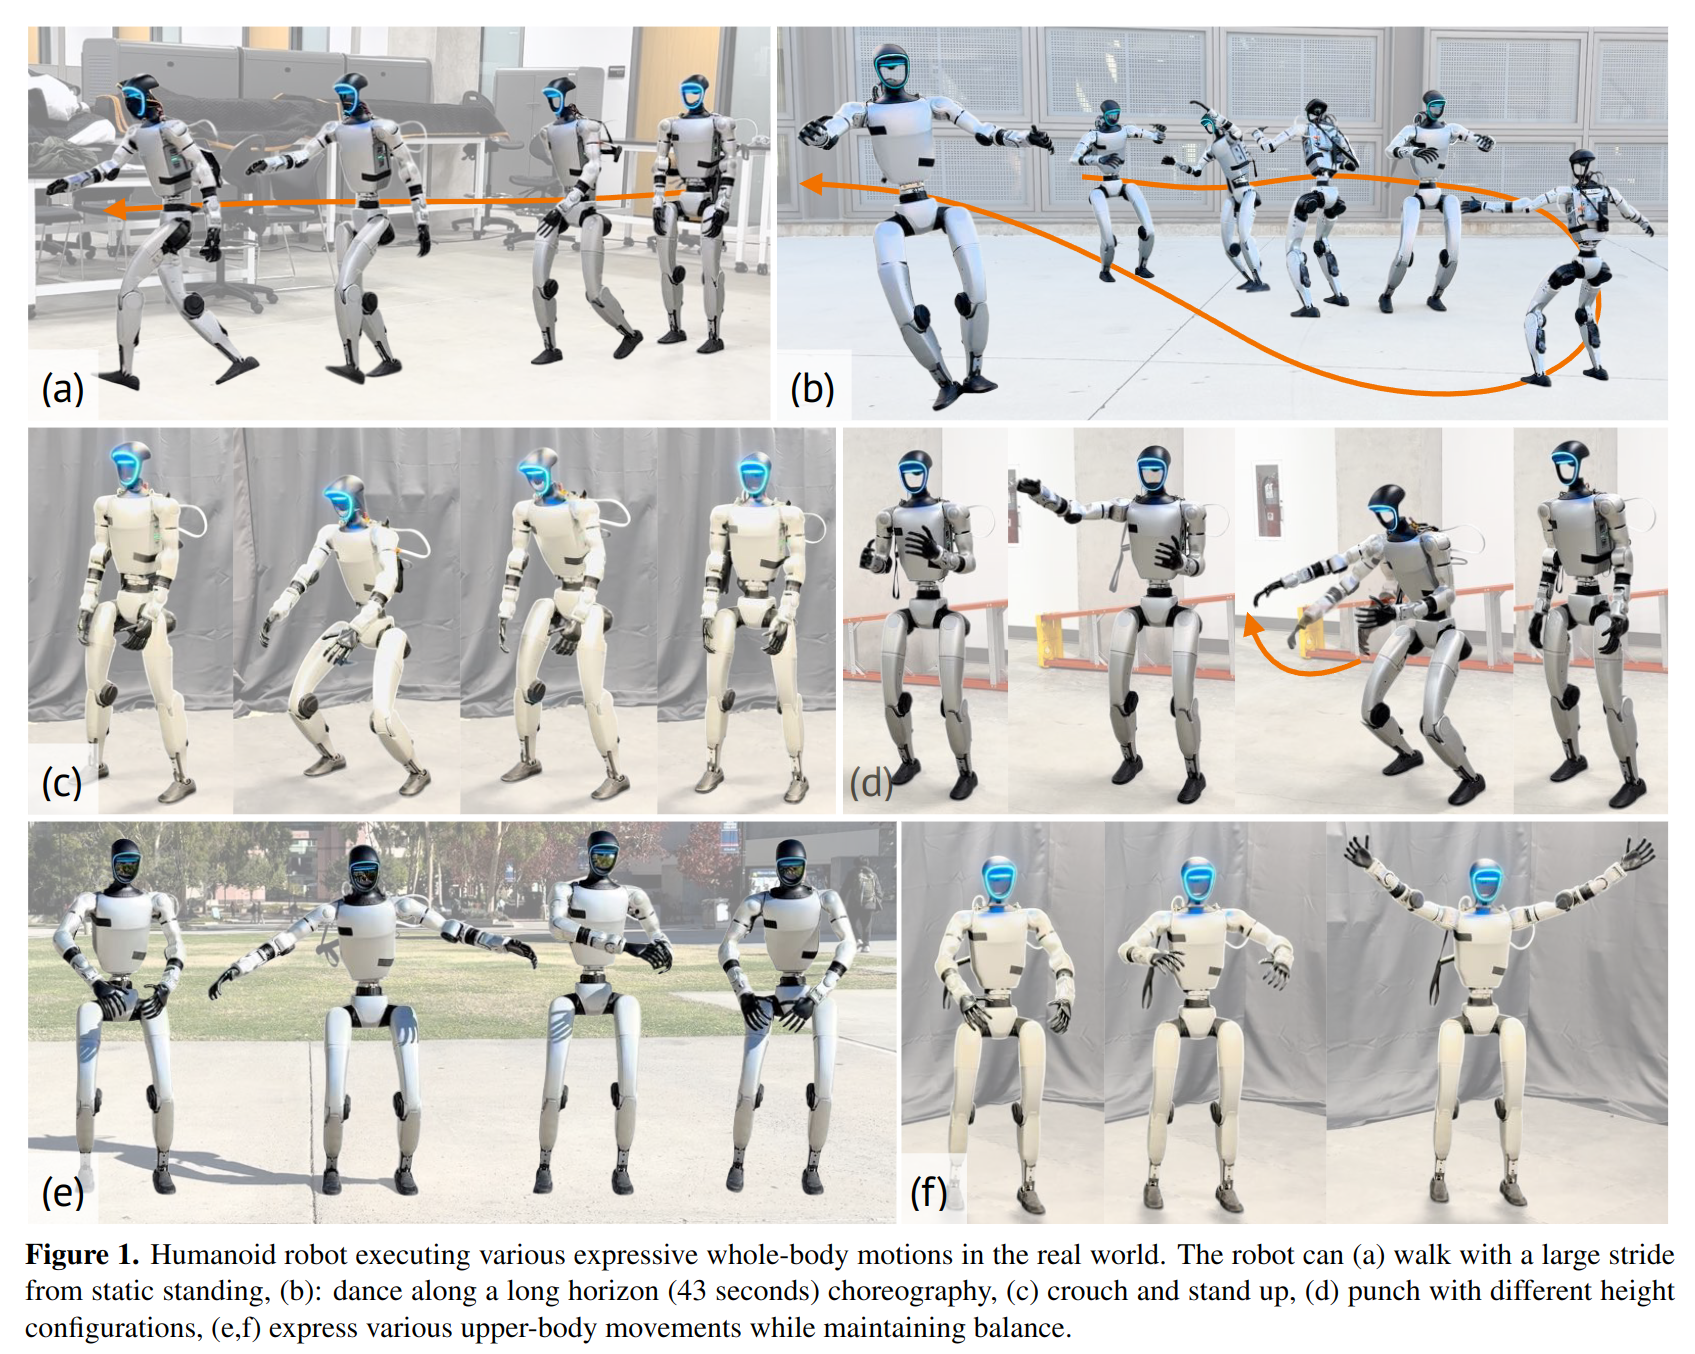 (a)
(b)
(c)
(d)
(e)
(f)
Figure 1. Humanoid robot executing various expressive whole-body motions in the real world. The robot can (a) walk with a large stride
from static standing, (b): dance along a long horizon (43 seconds) choreography, (c) crouch and stand up, (d) punch with different height
configurations, (e,f) express various upper-body movements while maintaining balance.